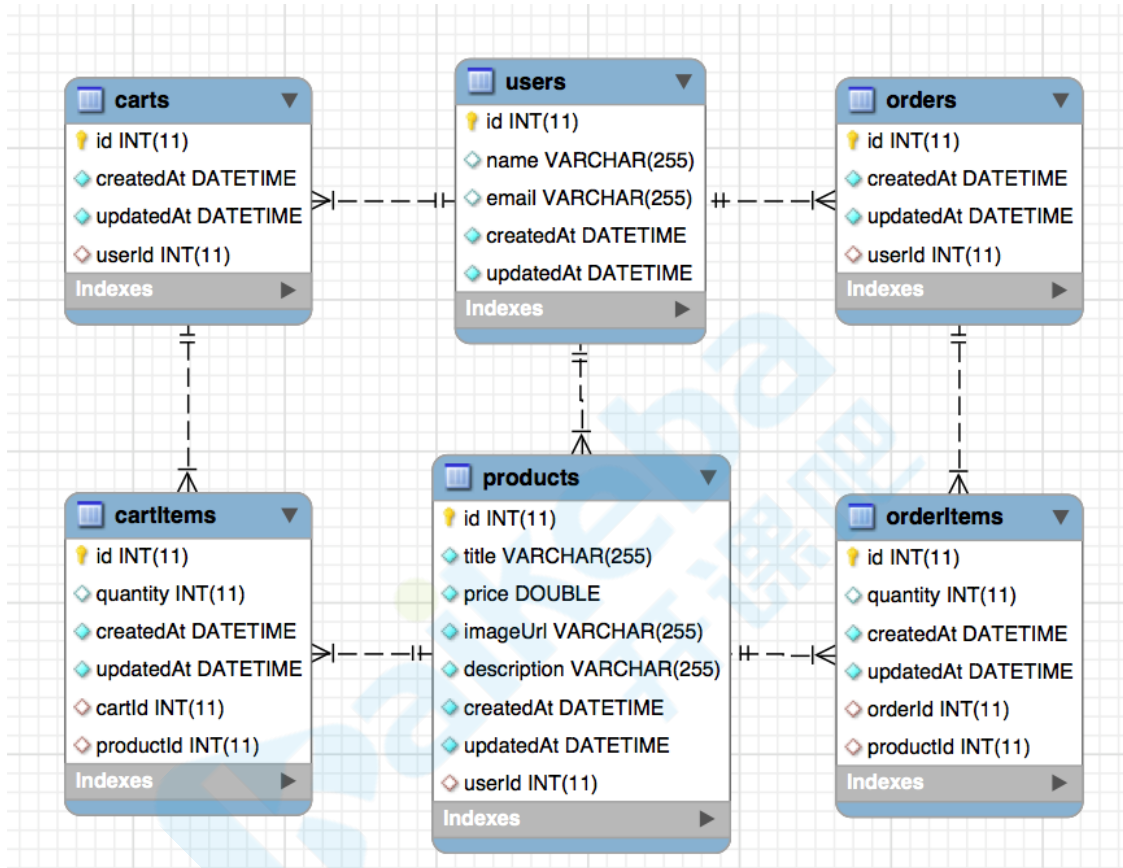 carts
id INT(11)
createdAt DATETIME
updatedAt DATETIME
userId INT(11)
Indexes
users
id INT(11)
name VARCHAR(255)
email VARCHAR(255)
createdAt DATETIME
updatedAt DATETIME
Indexes
orders
id INT(11)
createdAt DATETIME
updatedAt DATETIME
userId INT(11)
Indexes
cartItems
id INT(11)
quantity INT(11)
createdAt DATETIME
updatedAt DATETIME
cartId INT(11)
productId INT(11)
Indexes
products
id INT(11)
title VARCHAR(255)
price DOUBLE
imageUrl VARCHAR(255)
description VARCHAR(255)
createdAt DATETIME
updatedAt DATETIME
userId INT(11)
Indexes
orderItems
id INT(11)
quantity INT(11)
createdAt DATETIME
updatedAt DATETIME
orderId INT(11)
productId INT(11)
Indexes
kaikeba
开课吧